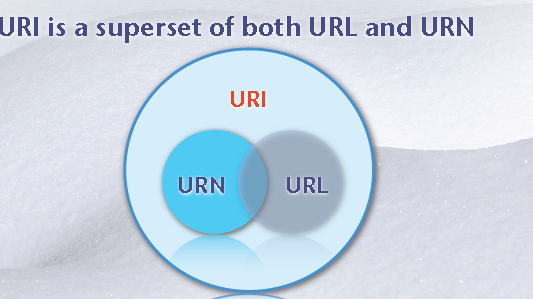 URI is a superset of both URL and URN
URI
URN
URL